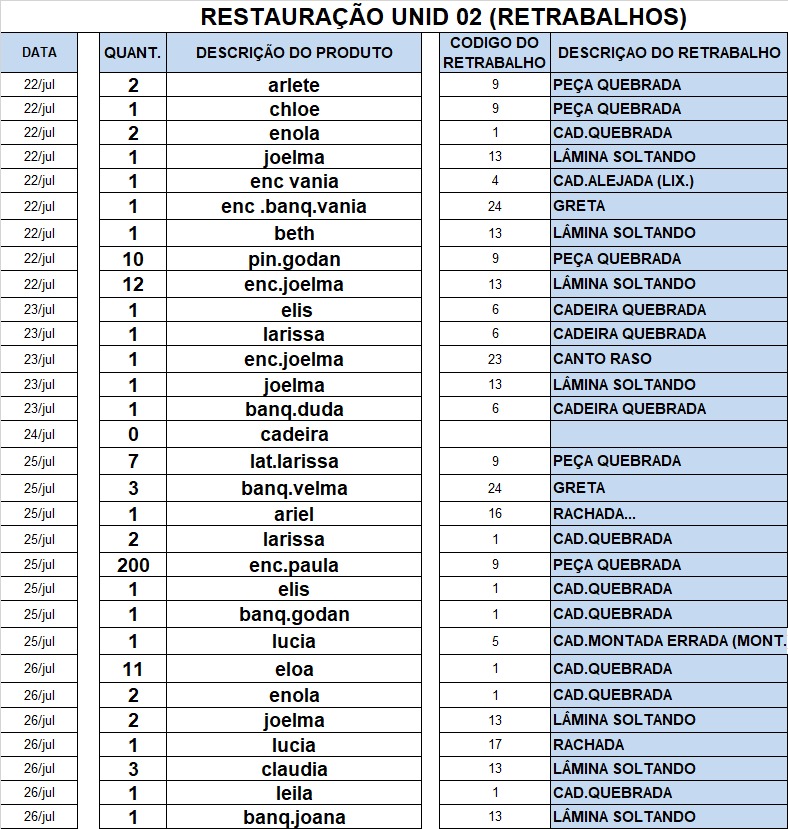 RESTAURAÇÃO UNID 02 (RETRABALHOS)
DATA QUANT. DESCRIÇÃO DO PRODUTO CODIGO DO RETRABALHO DESCRIÇAO DO RETRABALHO
22/jul 2 arlete 9 PEÇA QUEBRADA
22/jul 1 chloe 9 PEÇA QUEBRADA
22/jul 2 enola 1 CAD.QUEBRADA
22/jul 1 joelma 13 LÂMINA SOLTANDO
22/jul 1 enc vania 4 CAD.ALEJADA (LIX.)
22/jul 1 enc .banq.vania 24 GRETA
22/jul 1 beth 13 LÂMINA SOLTANDO
22/jul 10 pin.godan 9 PEÇA QUEBRADA
22/jul 12 enc.joelma 13 LÂMINA SOLTANDO
23/jul 1 elis 6 CADEIRA QUEBRADA
23/jul 1 larissa 6 CADEIRA QUEBRADA
23/jul 1 enc.joelma 23 CANTO RASO
23/jul 1 joelma 13 LÂMINA SOLTANDO
23/jul 1 banq.duda 6 CADEIRA QUEBRADA
24/jul 0 cadeira
25/jul 7 lat.larissa 9 PEÇA QUEBRADA
25/jul 3 banq.velma 24 GRETA
25/jul 1 ariel 16 RACHADA...
25/jul 2 larissa 1 CAD.QUEBRADA
25/jul 200 enc.paula 9 PEÇA QUEBRADA
25/jul 1 elis 1 CAD.QUEBRADA
25/jul 1 banq.godan 1 CAD.QUEBRADA
25/jul 1 lucia 5 CAD.MONTADA ERRADA (MONT.
26/jul 11 eloa 1 CAD.QUEBRADA
26/jul 2 enola 1 CAD.QUEBRADA
26/jul 2 joelma 13 LÂMINA SOLTANDO
26/jul 1 lucia 17 RACHADA
26/jul 3 claudia 13 LÂMINA SOLTANDO
26/jul 1 leila 1 CAD.QUEBRADA
26/jul 1 banq.joana 13 LÂMINA SOLTANDO